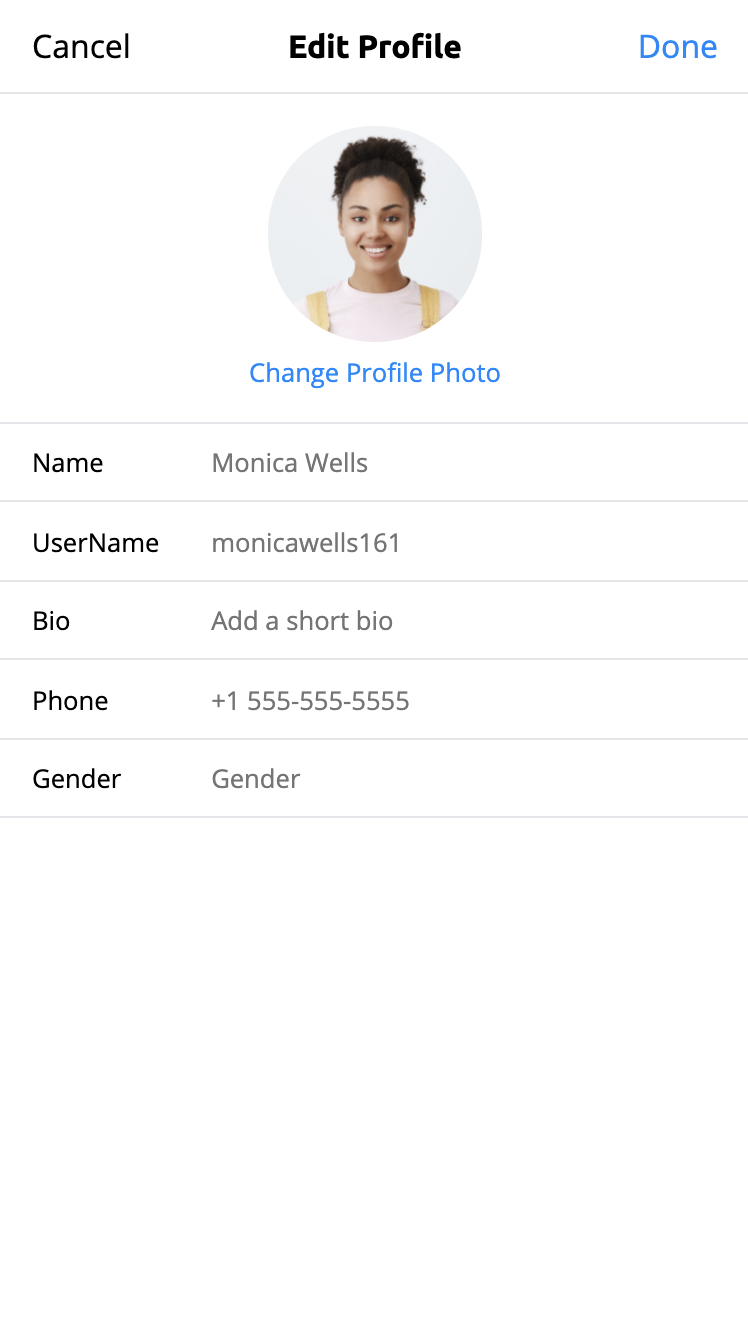 Cancel Edit Profile Done
Change Profile Photo
Name Monica Wells
UserName monicawells161
Bio Add a short bio
Phone +1 555-555-5555
Gender Gender